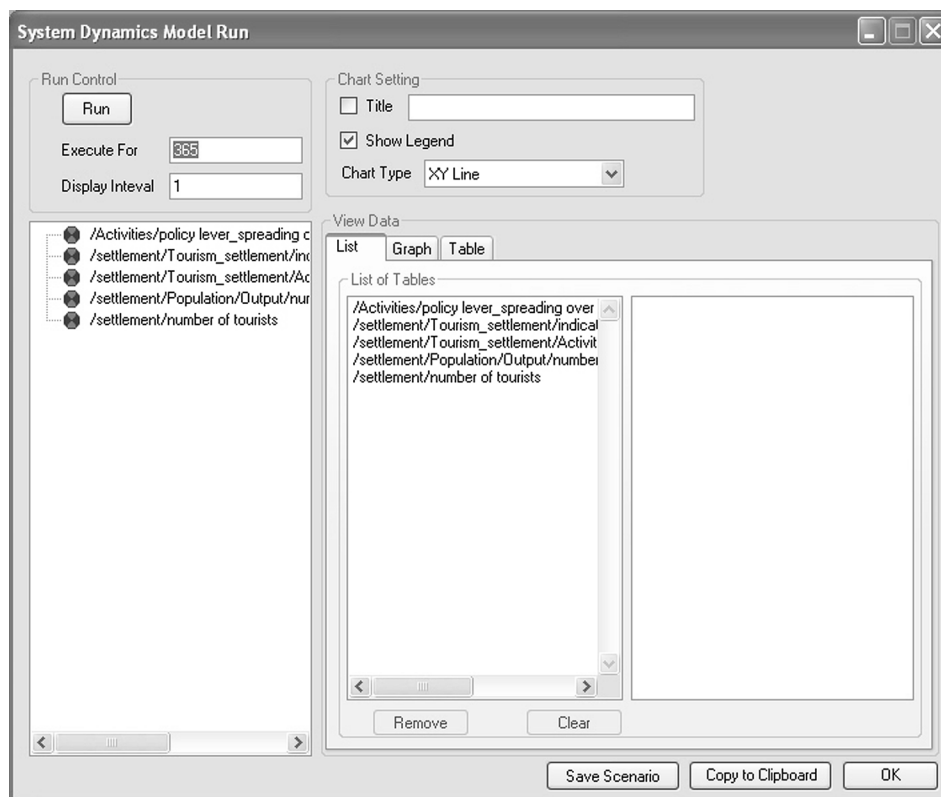 System Dynamics Model Run
Run Control
Run
Execute For 365
Display Inteval 1
Chart Setting
Title
Show Legend
Chart Type XY Line
/Activities/policy lever_spreading c
/settlement/Tourism_settlement/ind
/settlement/Tourism_settlement/Ac
/settlement/Population/Output/nur
/settlement/number of tourists
View Data
List Graph Table
List of Tables
/Activities/policy lever_spreading over
/settlement/Tourism_settlement/indicat
/settlement/Tourism_settlement/Activit
/settlement/Population/Output/number
/settlement/number of tourists
Remove Clear
Save Scenario Copy to Clipboard OK